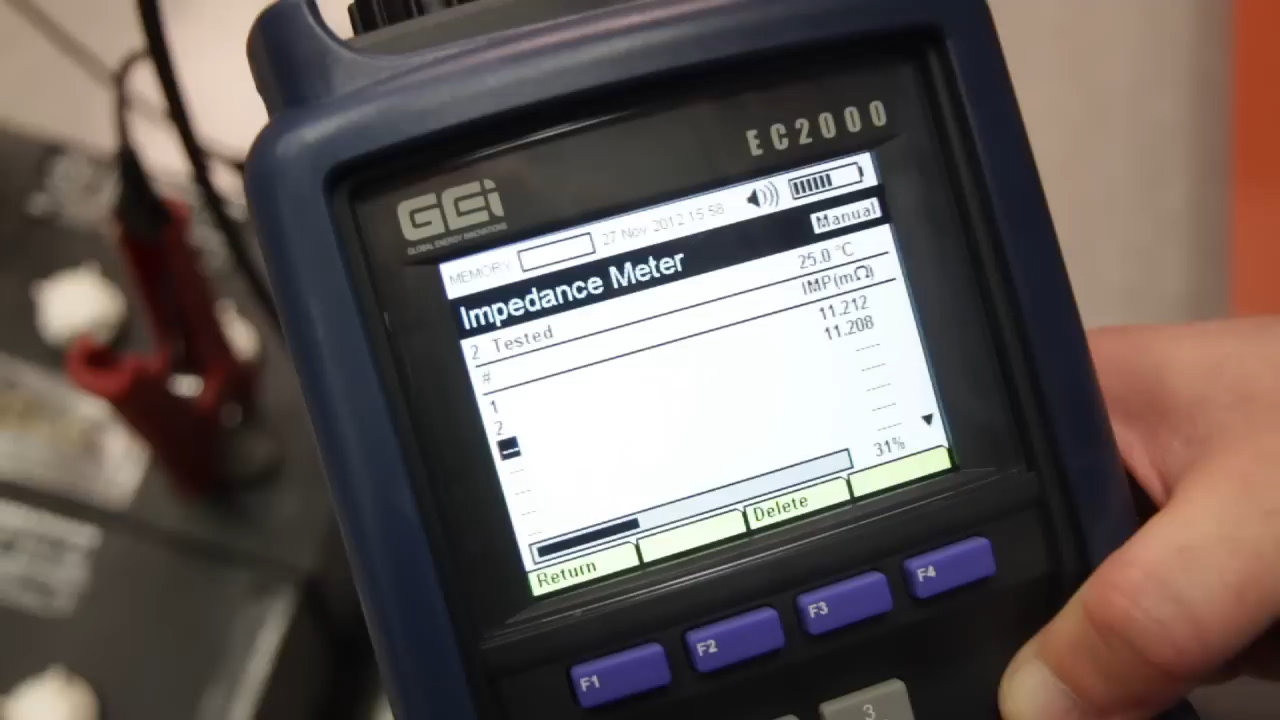 EC2000
GEi
GLOBAL ENERGY INNOVATIONS
MEMORY 27 Nov 2012 15:58
Impedance Meter Manual
2 Tested 25.0 °C
# IMP(mΩ)
1 11.212
2 11.208
31%
Return Delete
F1 F2 F3 F4
3